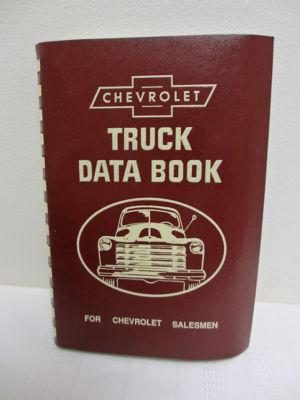 CHEVROLET
TRUCK
DATA BOOK
FOR CHEVROLET SALESMEN